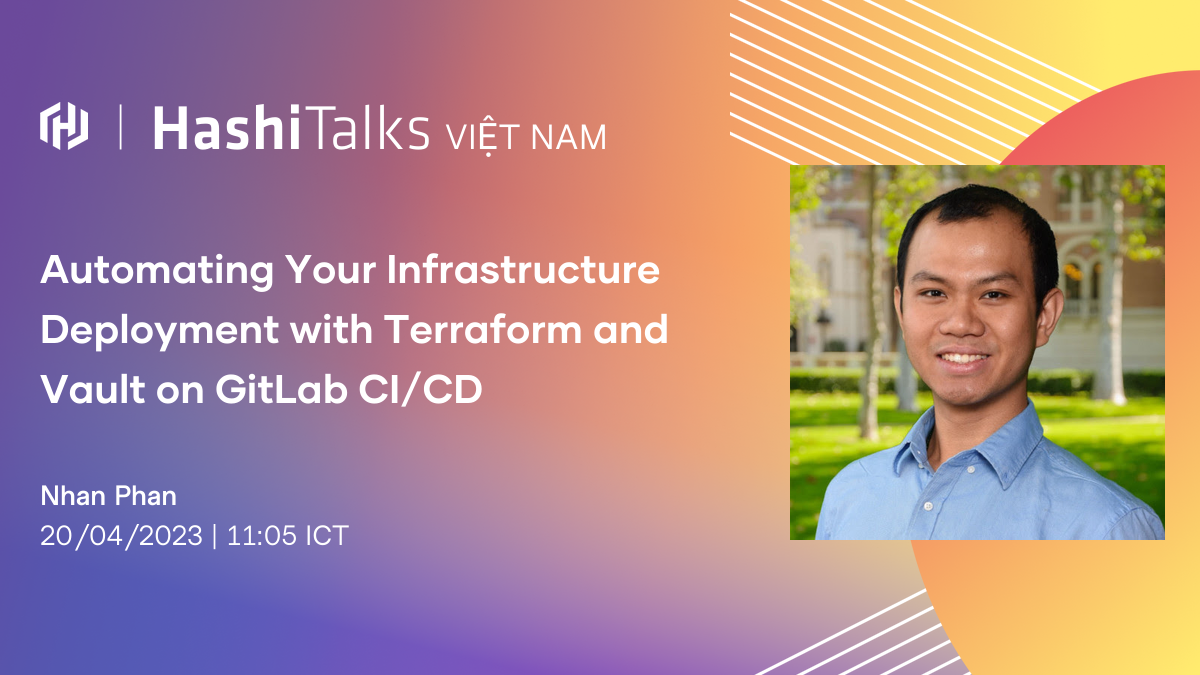 HashiTalks VIỆT NAM
Automating Your Infrastructure
Deployment with Terraform and
Vault on GitLab CI/CD
Nhan Phan
20/04/2023 | 11:05 ICT